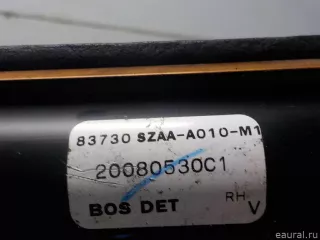 83730 SZAA-A010-M1
20080530C1
BOS DET
RH
V
eaural.ru